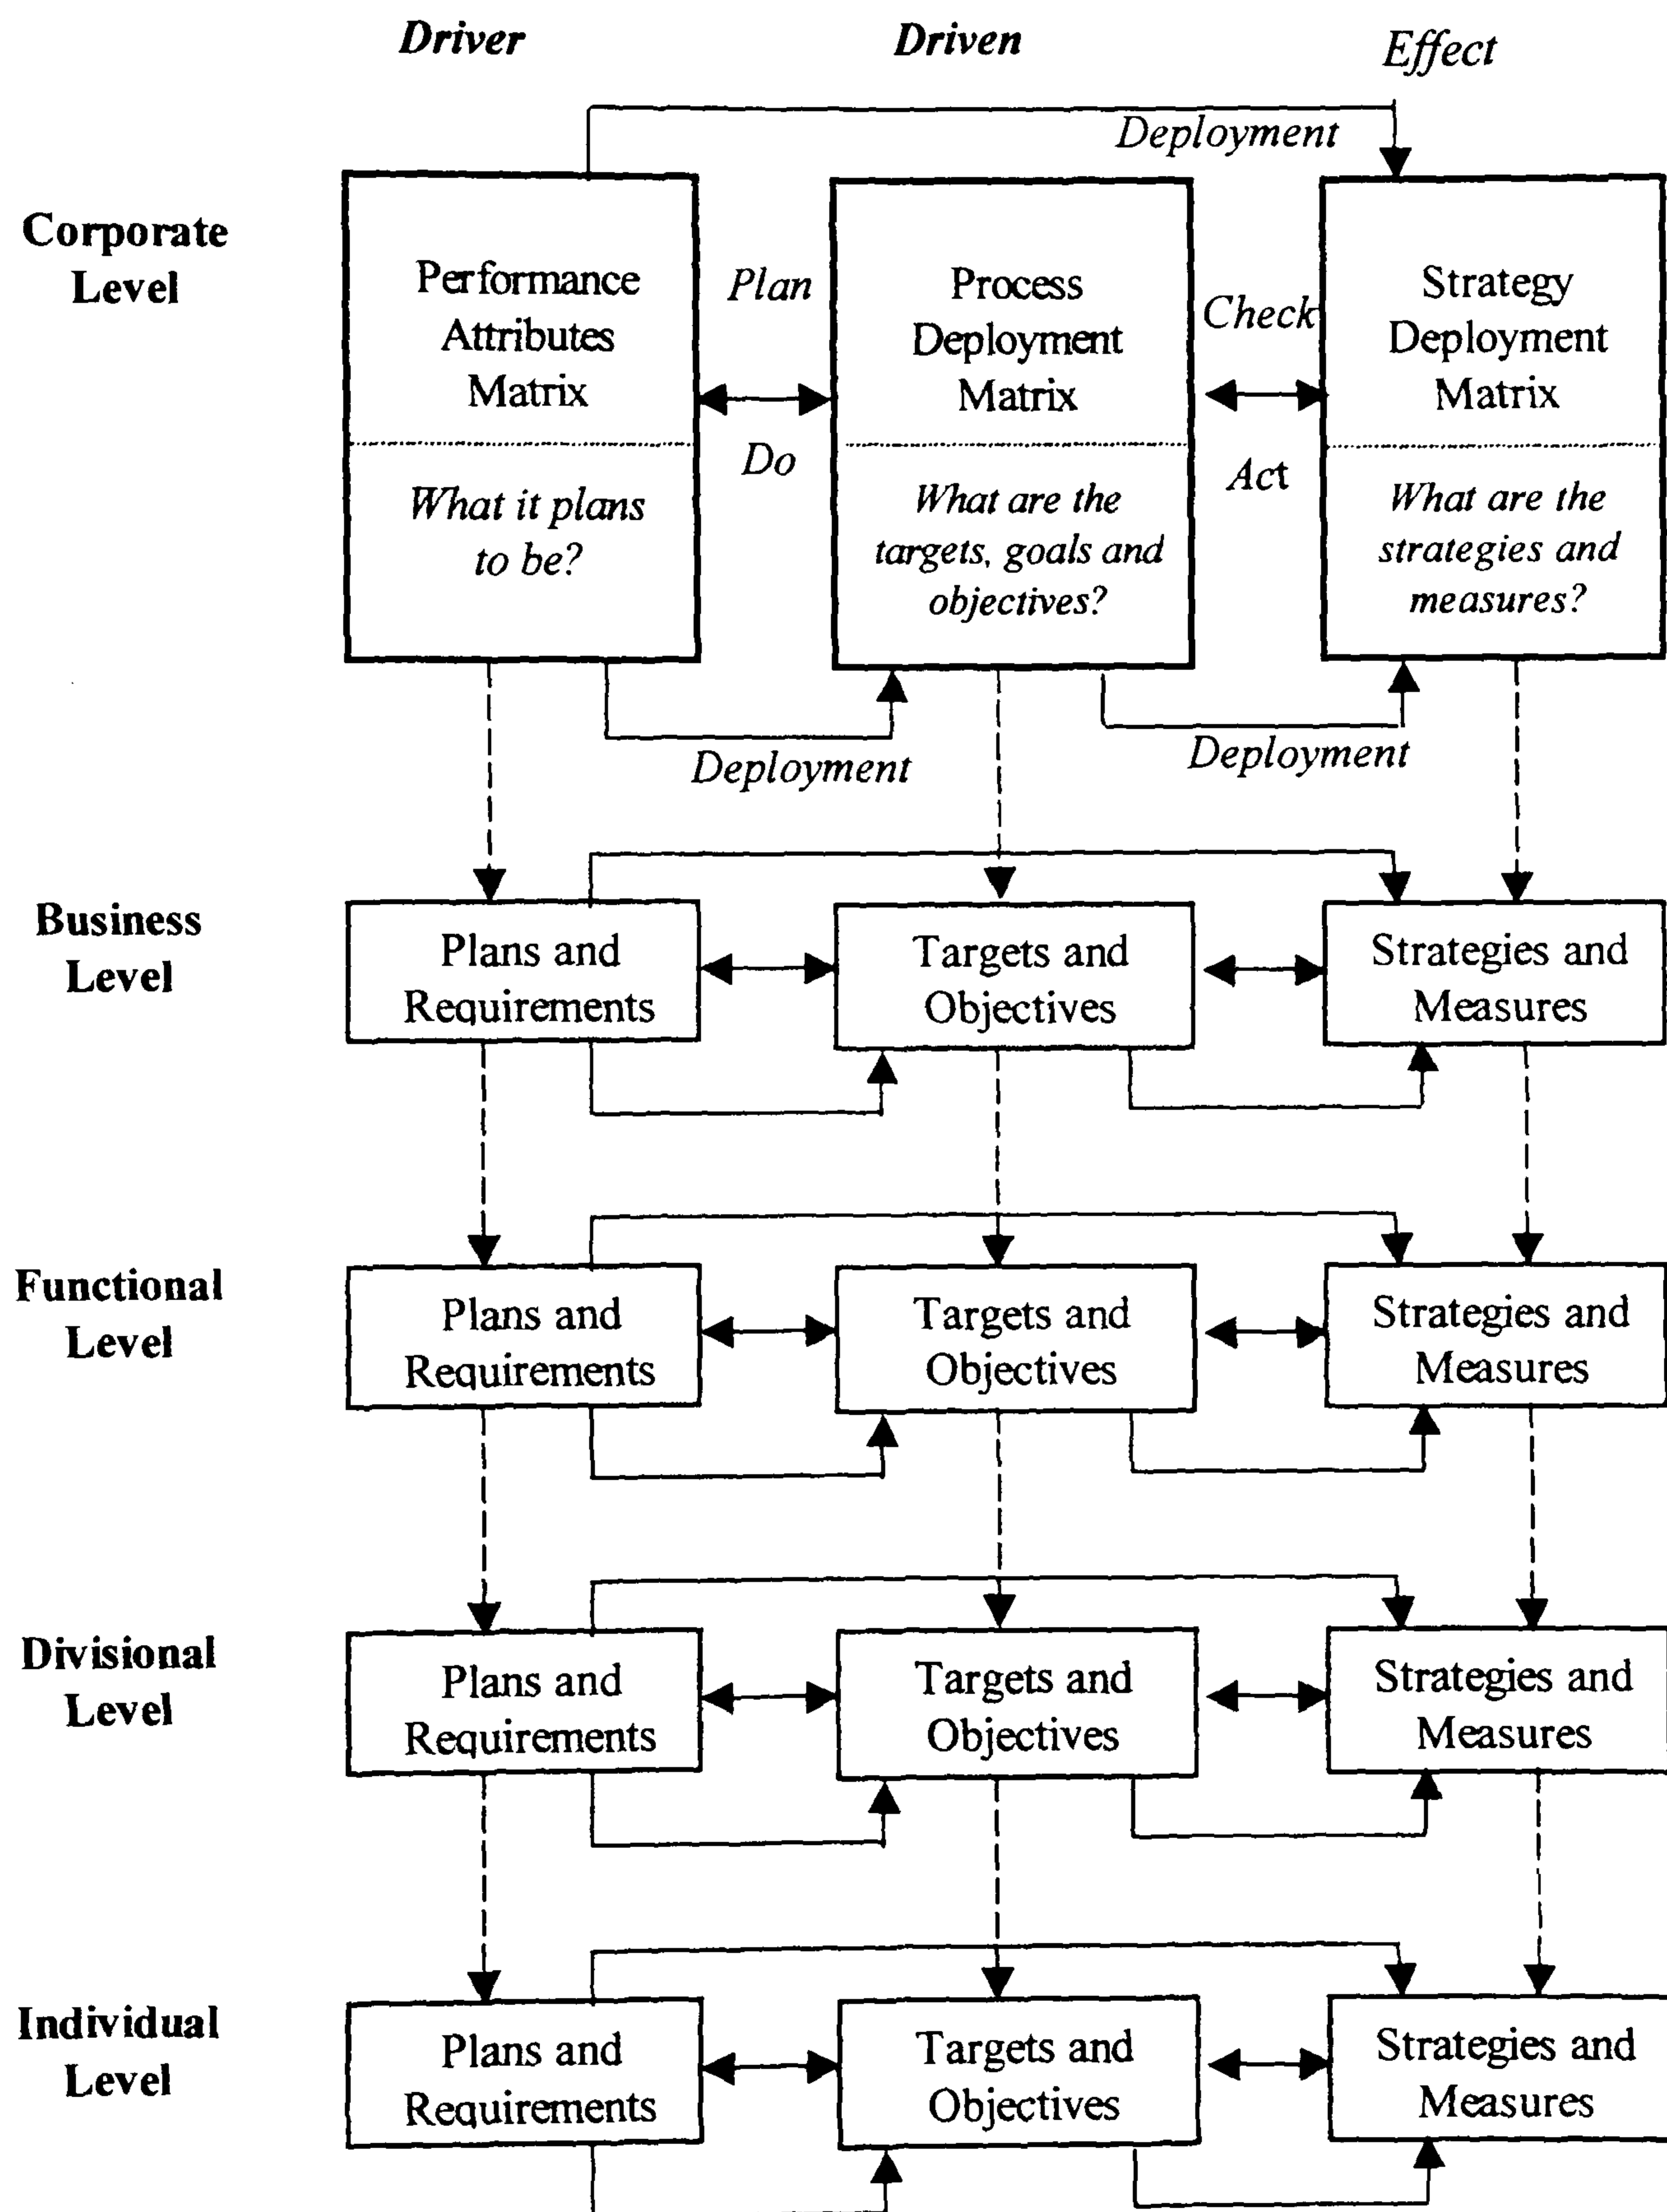 Driver
Driven
Effect
Deployment
Corporate
Level
Performance
Attributes
Matrix
What it plans
to be?
Plan
Do
Process
Deployment
Matrix
What are the
targets, goals and
objectives?
Check
Act
Strategy
Deployment
Matrix
What are the
strategies and
measures?
Deployment
Deployment
Business
Level
Plans and
Requirements
Targets and
Objectives
Strategies and
Measures
Functional
Level
Plans and
Requirements
Targets and
Objectives
Strategies and
Measures
Divisional
Level
Plans and
Requirements
Targets and
Objectives
Strategies and
Measures
Individual
Level
Plans and
Requirements
Targets and
Objectives
Strategies and
Measures